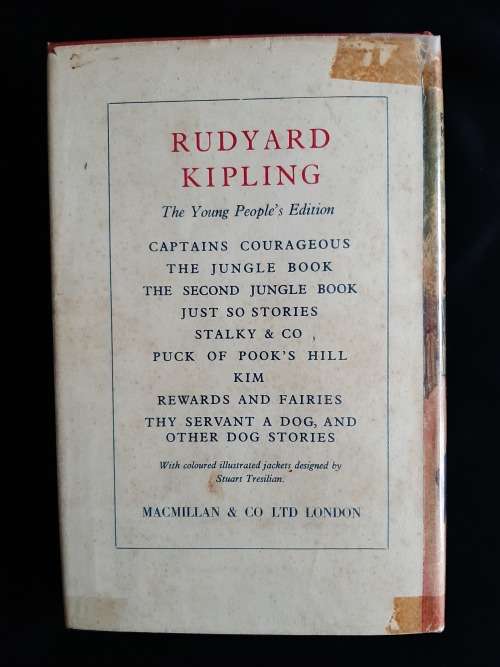 RUDYARD
KIPLING
The Young People's Edition
CAPTAINS COURAGEOUS
THE JUNGLE BOOK
THE SECOND JUNGLE BOOK
JUST SO STORIES
STALKY & CO.
PUCK OF POOK'S HILL
KIM
REWARDS AND FAIRIES
THY SERVANT A DOG, AND
OTHER DOG STORIES
With coloured illustrated jackets designed by
Stuart Tresilian.
MACMILLAN & CO LTD LONDON